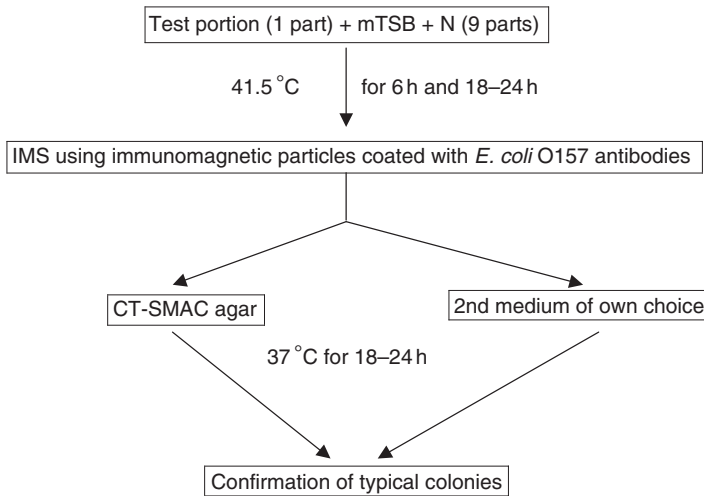 Test portion (1 part) + mTSB + N (9 parts)
41.5 °C for 6 h and 18–24 h
IMS using immunomagnetic particles coated with E. coli O157 antibodies
CT-SMAC agar
2nd medium of own choice
37 °C for 18–24 h
Confirmation of typical colonies